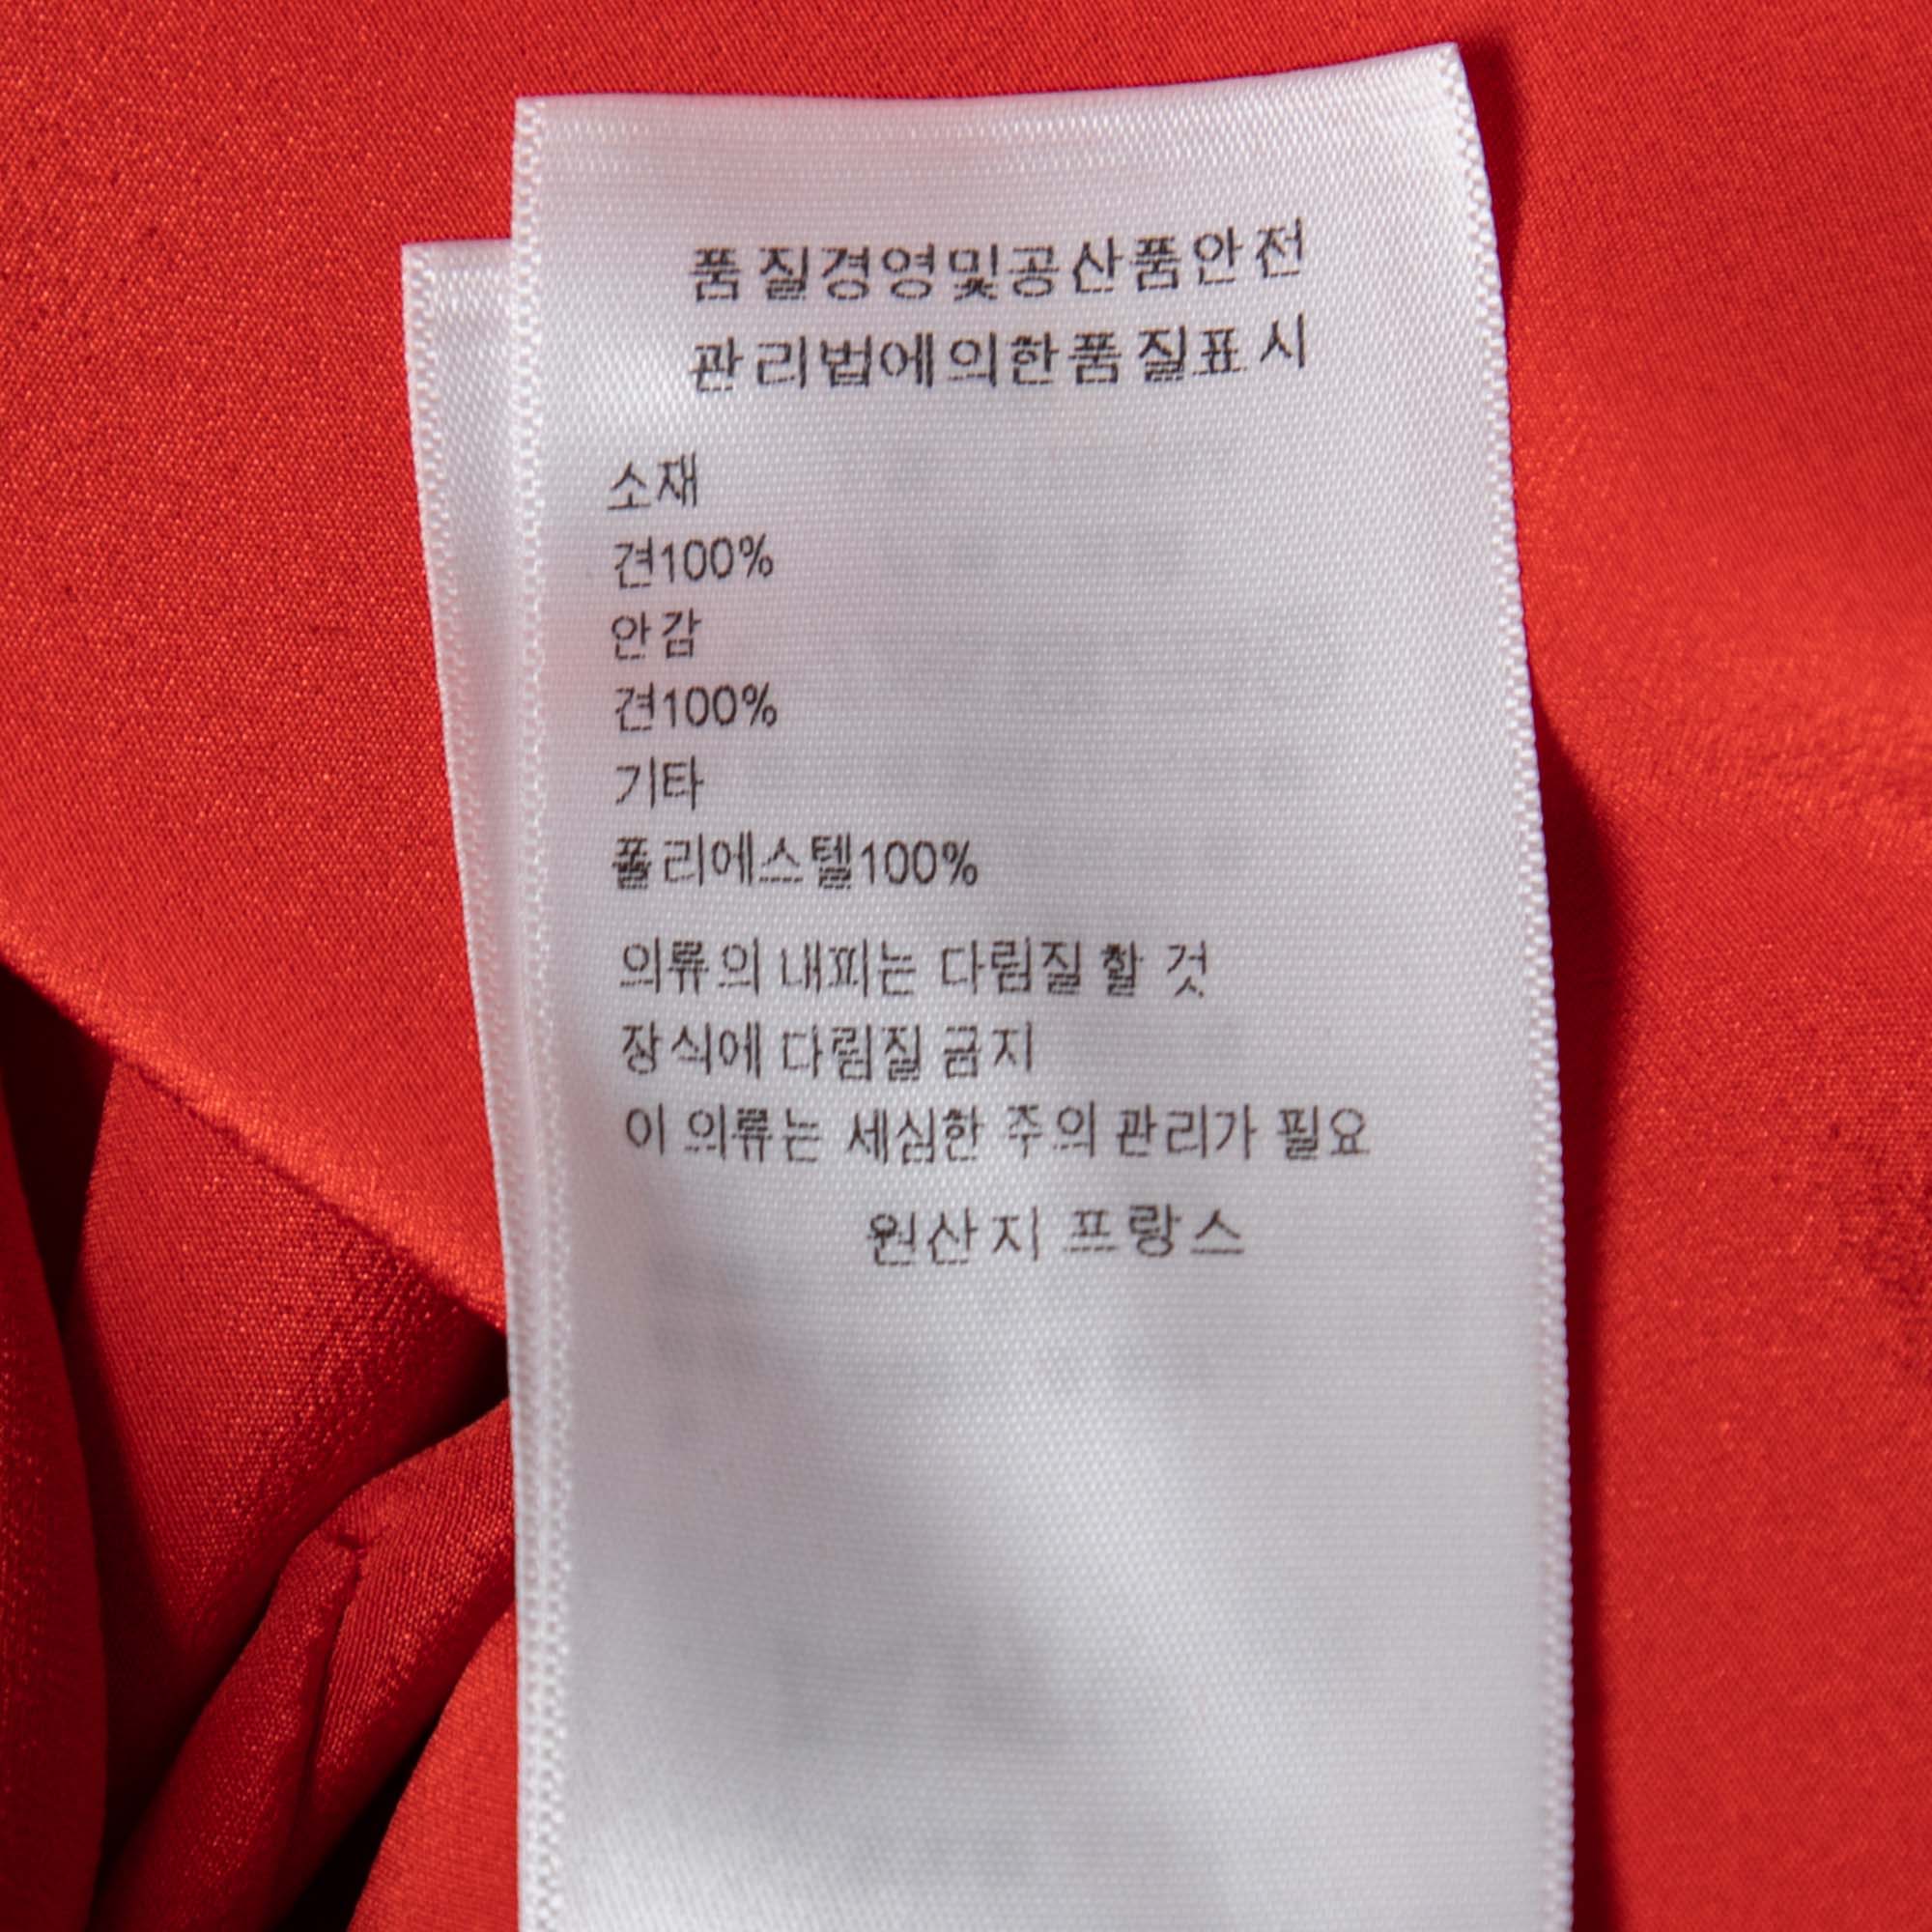 품질경영및공산품안전
관리법에의한품질표시
소재
견100%
안감
견100%
기타
폴리에스텔100%
의류의 내피는 다림질 할 것
장식에 다림질 금지
이 의류는 세심한 주의 관리가 필요
원산지 프랑스